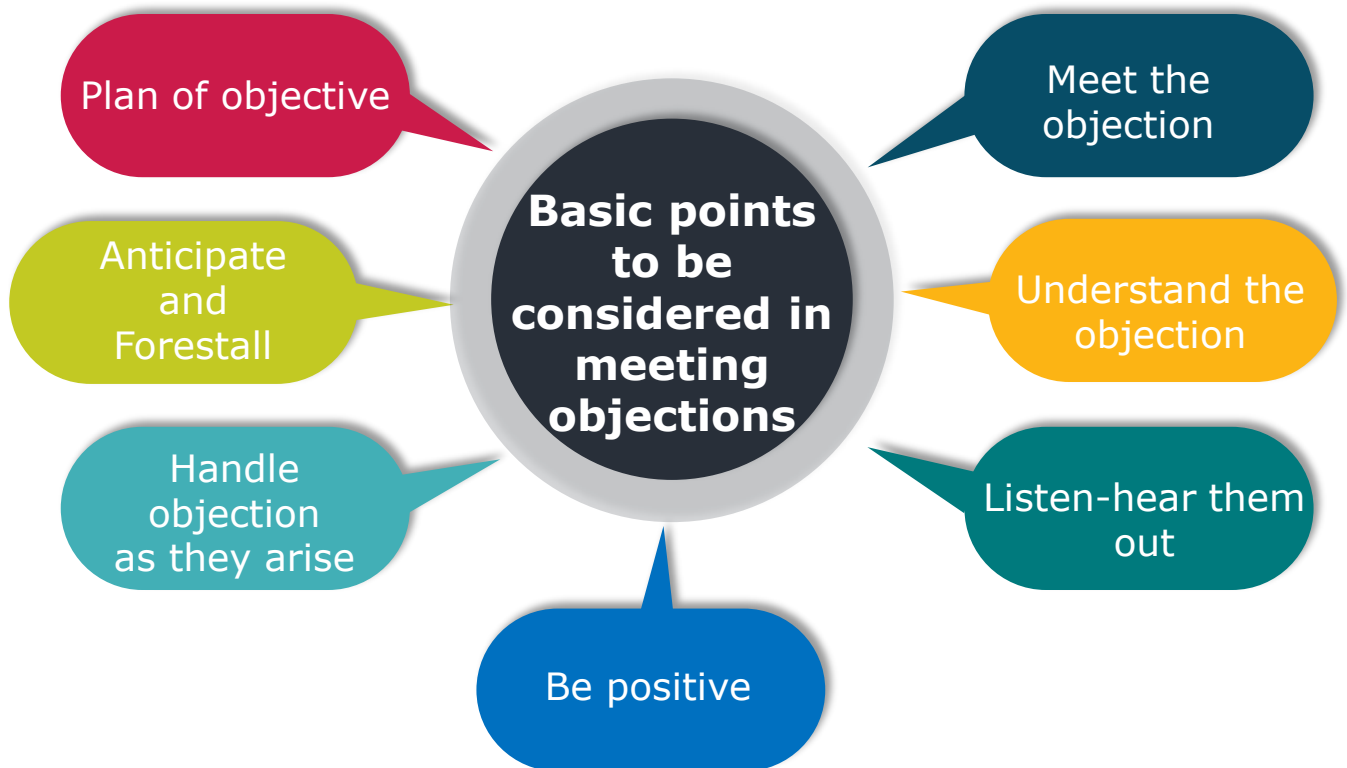 Plan of objective
Anticipate
and
Forestall
Handle
objection
as they arise
Be positive
Listen-hear them
out
Understand the
objection
Meet the
objection
Basic points
to be
considered in
meeting
objections